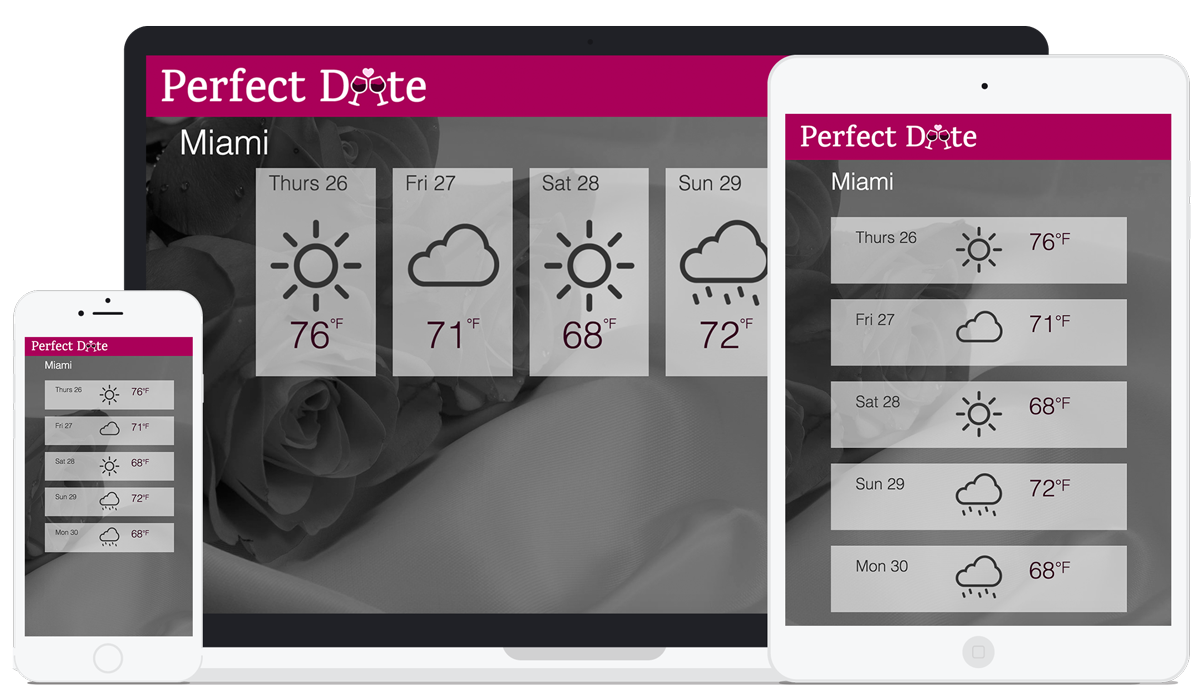 Perfect Date
Miami
Thurs 26
Fri 27
Sat 28
Sun 29
76°F
71°F
68°F
72°F
Perfect Date
Miami
Thurs 26
76°F
Fri 27
71°F
Sat 28
68°F
Sun 29
72°F
Mon 30
68°F
Perfect Date
Miami
Thurs 26
76°F
Fri 27
71°F
Sat 28
68°F
Sun 29
72°F
Mon 30
68°F